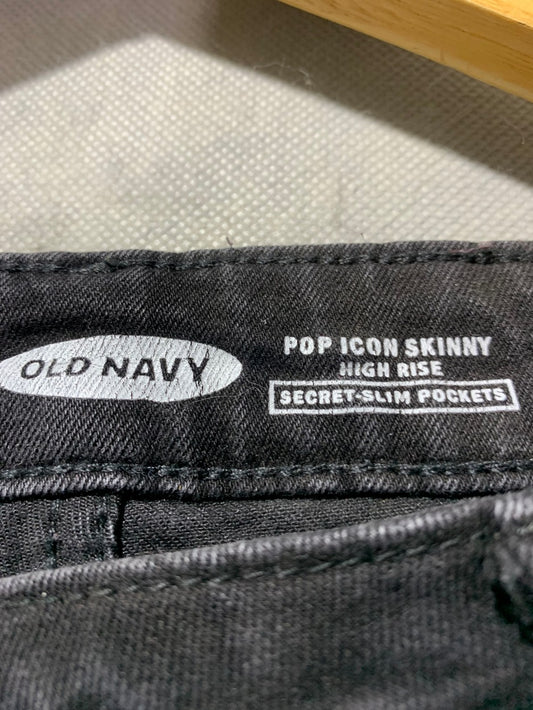 OLD NAVY
POP ICON SKINNY
HIGH RISE
SECRET-SLIM POCKETS